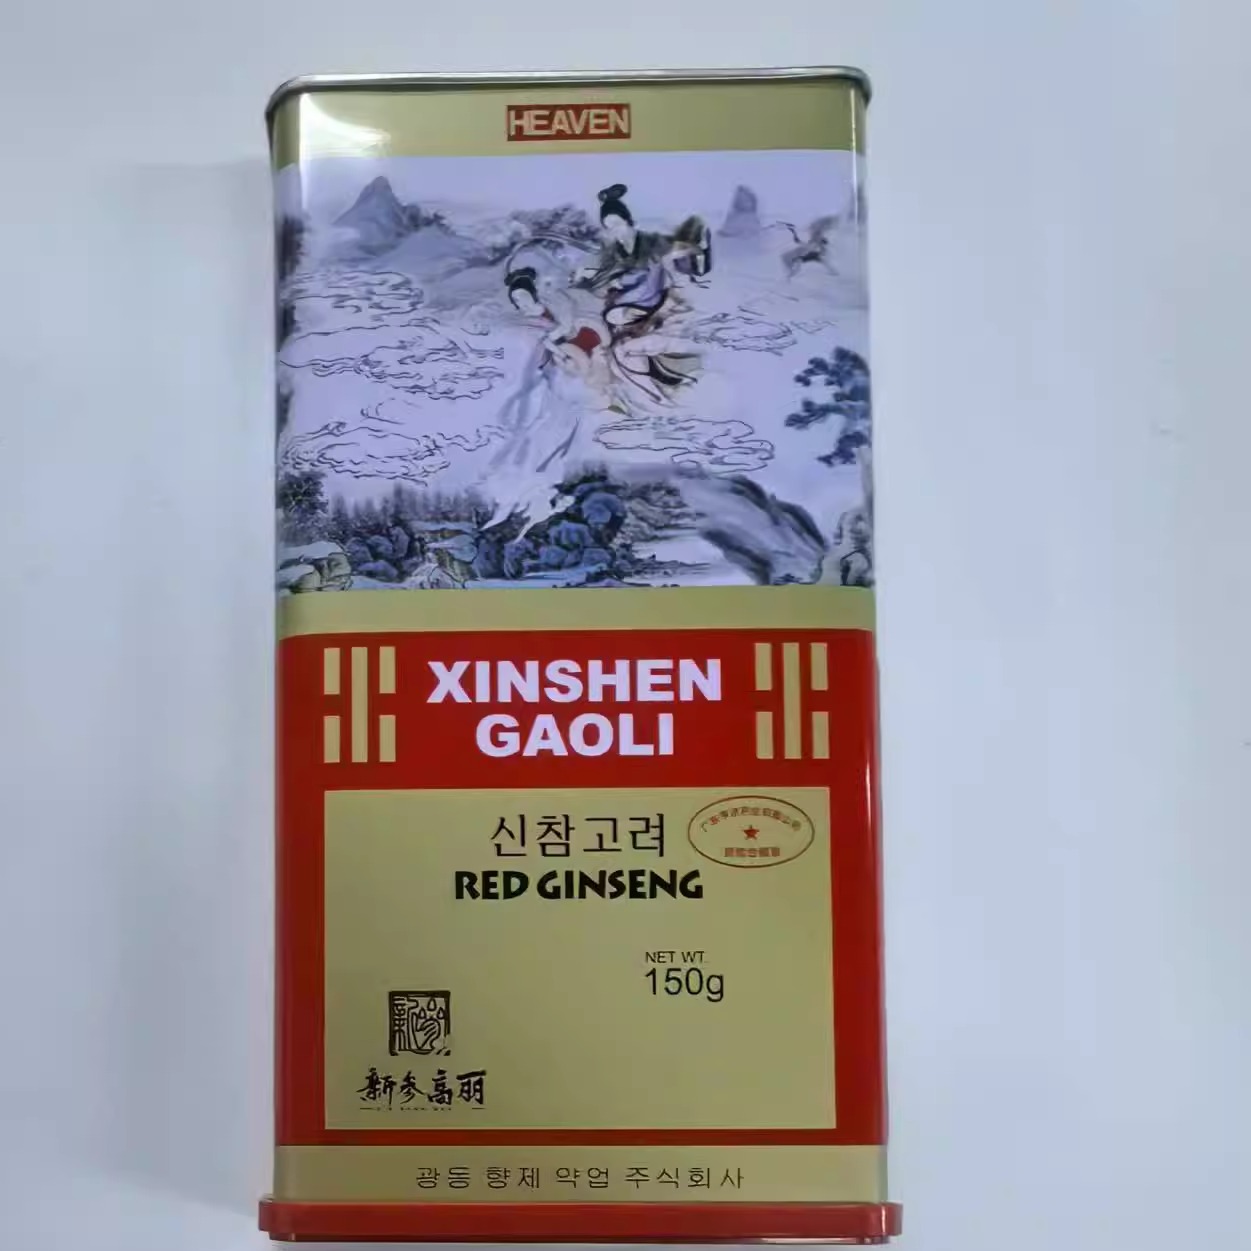 HEAVEN
XINSHEN
GAOLI
신참고려
RED GINSENG
NET WT.
150g
新参高丽
광동 향제 약업 주식회사